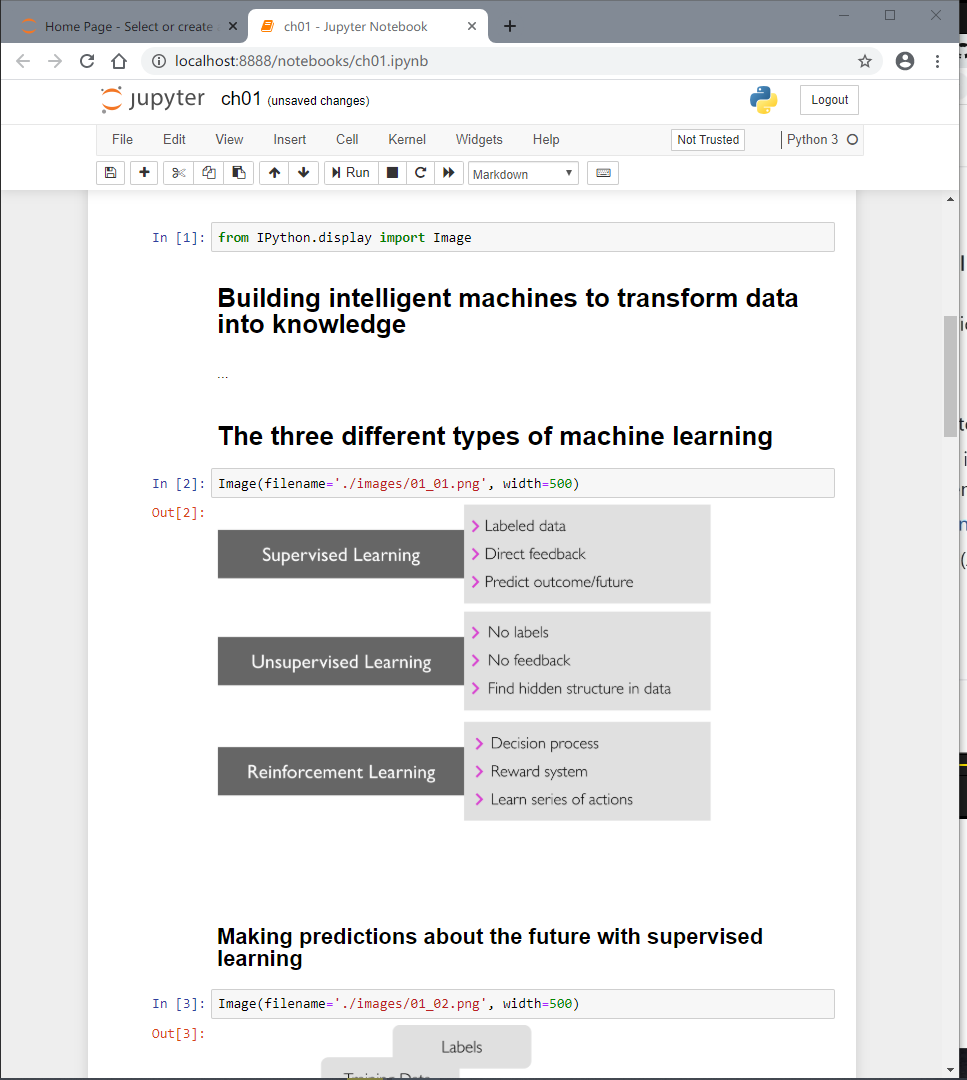 Home Page - Select or create
ch01 - Jupyter Notebook
localhost:8888/notebooks/ch01.ipynb
jupyter ch01 (unsaved changes)
Logout
File Edit View Insert Cell Kernel Widgets Help
Not Trusted
Python 3
Run
Markdown
In [1]: from IPython.display import Image
Building intelligent machines to transform data
into knowledge
...
The three different types of machine learning
In [2]: Image(filename='./images/01_01.png', width=500)
Out[2]:
Supervised Learning
Labeled data
Direct feedback
Predict outcome/future
Unsupervised Learning
No labels
No feedback
Find hidden structure in data
Reinforcement Learning
Decision process
Reward system
Learn series of actions
Making predictions about the future with supervised
learning
In [3]: Image(filename='./images/01_02.png', width=500)
Out[3]:
Labels
Training Data